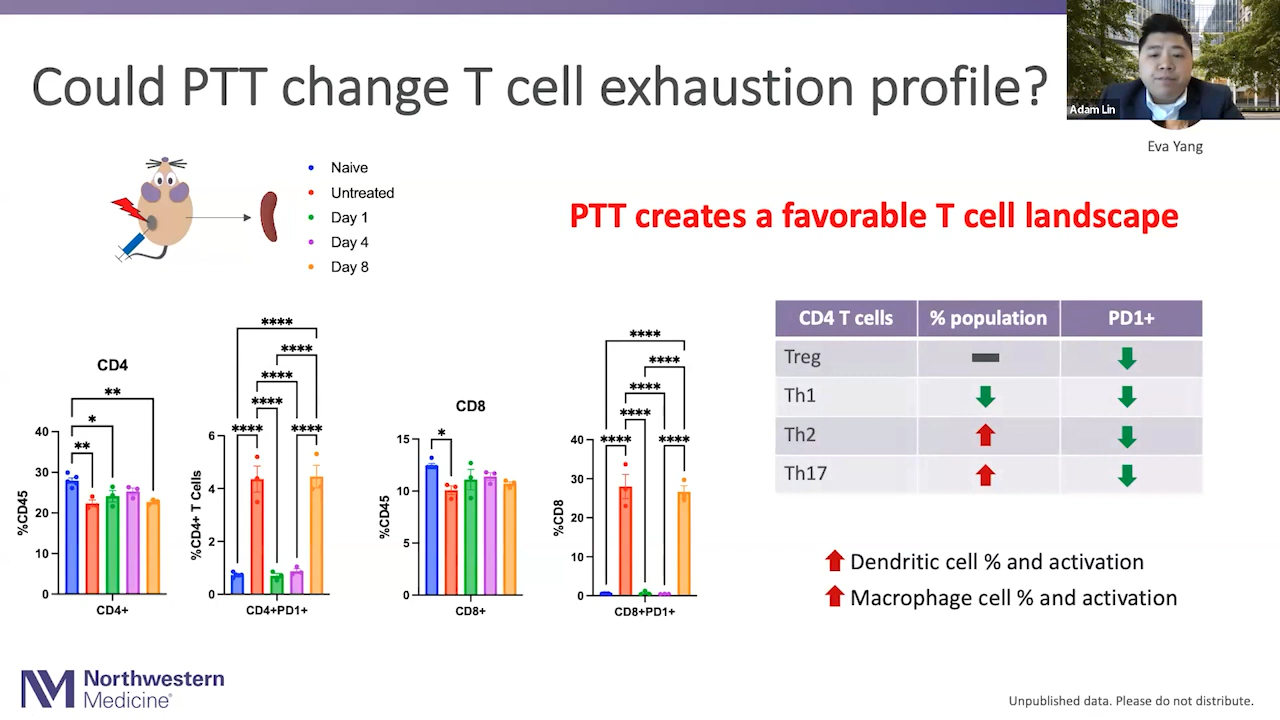 Could PTT change T cell exhaustion profile?
Adam Lin
Eva Yang
Naive
Untreated
Day 1
Day 4
Day 8
PTT creates a favorable T cell landscape
CD4
**
*
**
40
30
20
10
0
%CD45
CD4+
****
****
****
****
****
****
6
4
2
0
%CD4+ T Cells
CD4+PD1+
CD8
*
15
10
5
0
%CD45
CD8+
****
****
****
****
****
****
40
30
20
10
0
%CD8
CD8+PD1+
CD4 T cells % population PD1+
Treg
Th1
Th2
Th17
Dendritic cell % and activation
Macrophage cell % and activation
NM Northwestern
Medicine®
Unpublished data. Please do not distribute.